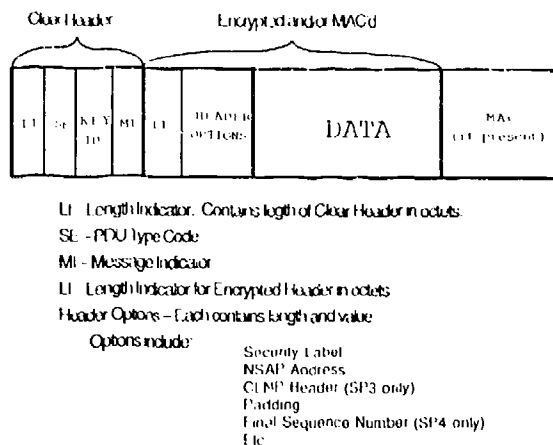 Clear Header
Encrypted and/or MACd
LI SE KEY ID MI LI HEADER OPTIONS DATA MAC (if present)
LI Length Indicator. Contains legth of Clear Header in octets.
SE - PDU Type Code
MI - Message Indicator
LI Length Indicator for Encrypted Header in octets
Header Options - Each contains length and value
Options include:
Security Label
NSAP Address
CLNP Header (SP3 only)
Padding
Final Sequence Number (SP4 only)
Etc